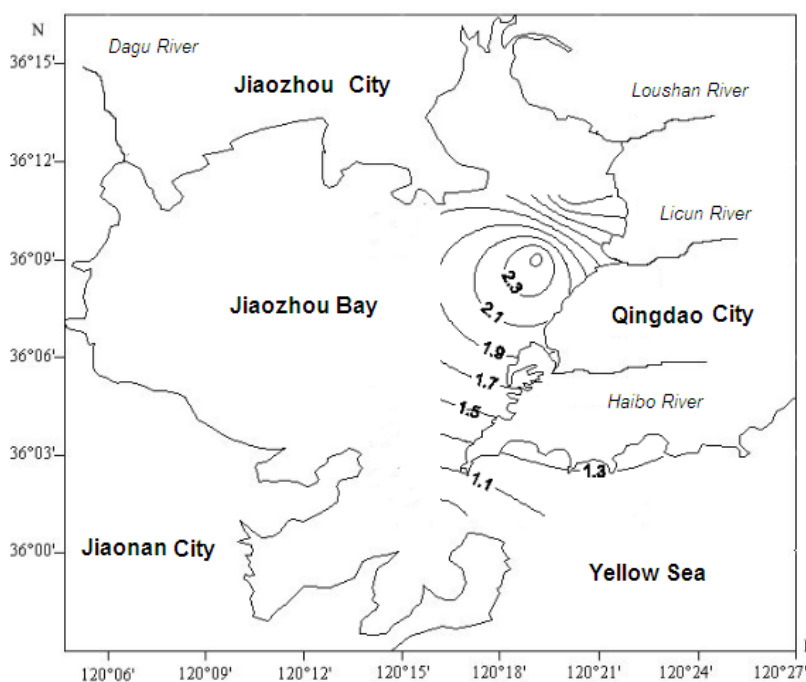 N
Dagu River
36°15'
Jiaozhou City
Loushan River
36°12'
Licun River
36°09'
2.3
Jiaozhou Bay
2.1
Qingdao City
1.9
36°06'
1.7
1.5
Haibo River
36°03'
1.3
1.1
36°00'
Jiaonan City
Yellow Sea
120°06' 120°09' 120°12' 120°15' 120°18' 120°21' 120°24' 120°27'